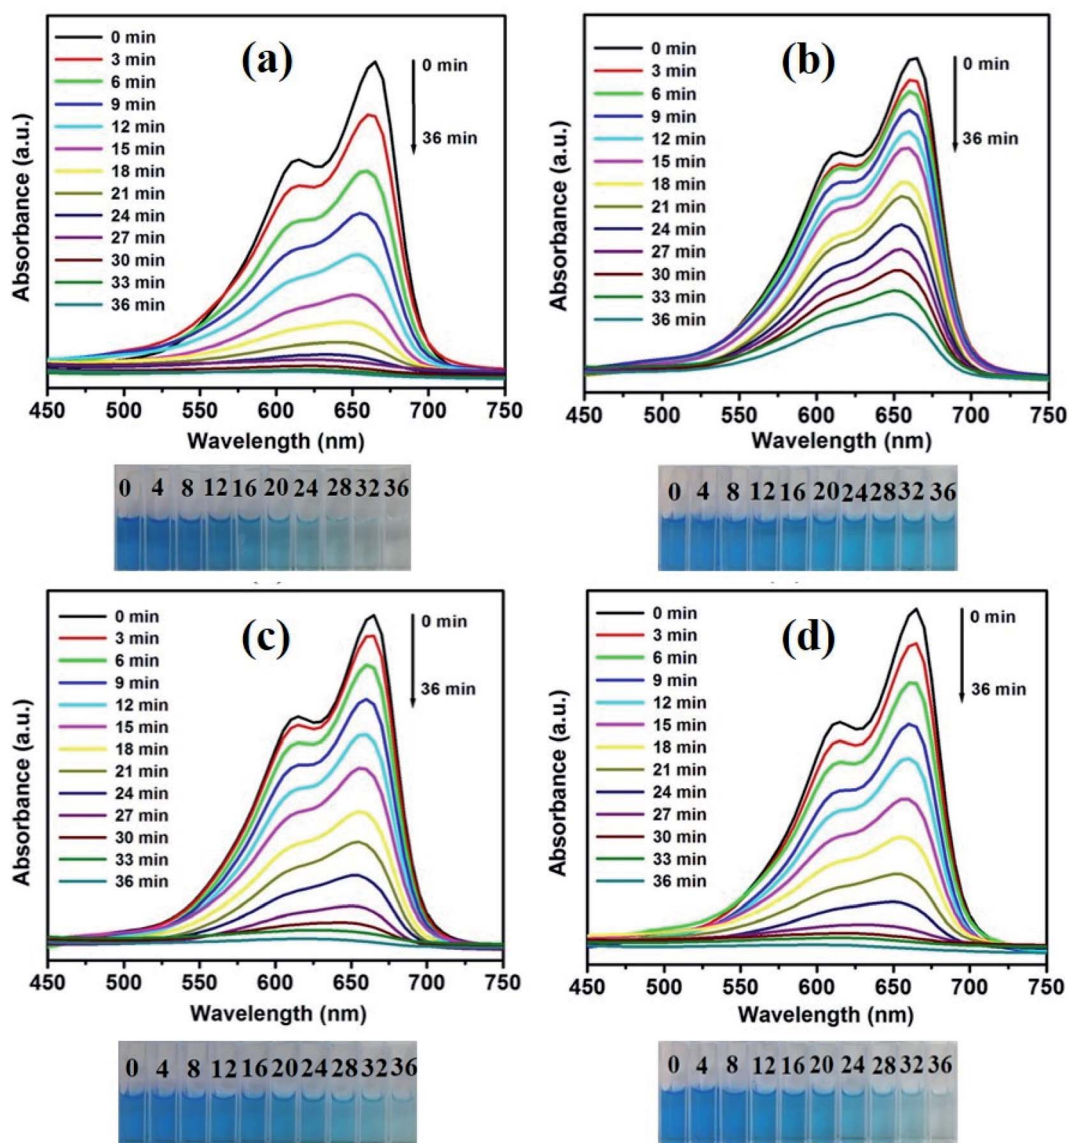 0 min
3 min
6 min
9 min
12 min
15 min
18 min
21 min
24 min
27 min
30 min
33 min
36 min
(a)
0 min
36 min
Absorbance (a.u.)
450 500 550 600 650 700 750
Wavelength (nm)
0 4 8 12 16 20 24 28 32 36
0 min
3 min
6 min
9 min
12 min
15 min
18 min
21 min
24 min
27 min
30 min
33 min
36 min
(b)
0 min
36 min
Absorbance (a.u.)
450 500 550 600 650 700 750
Wavelength (nm)
0 4 8 12 16 20 24 28 32 36
0 min
3 min
6 min
9 min
12 min
15 min
18 min
21 min
24 min
27 min
30 min
33 min
36 min
(c)
0 min
36 min
Absorbance (a.u.)
450 500 550 600 650 700 750
Wavelength (nm)
0 4 8 12 16 20 24 28 32 36
0 min
3 min
6 min
9 min
12 min
15 min
18 min
21 min
24 min
27 min
30 min
33 min
36 min
(d)
0 min
36 min
Absorbance (a.u.)
450 500 550 600 650 700 750
Wavelength (nm)
0 4 8 12 16 20 24 28 32 36